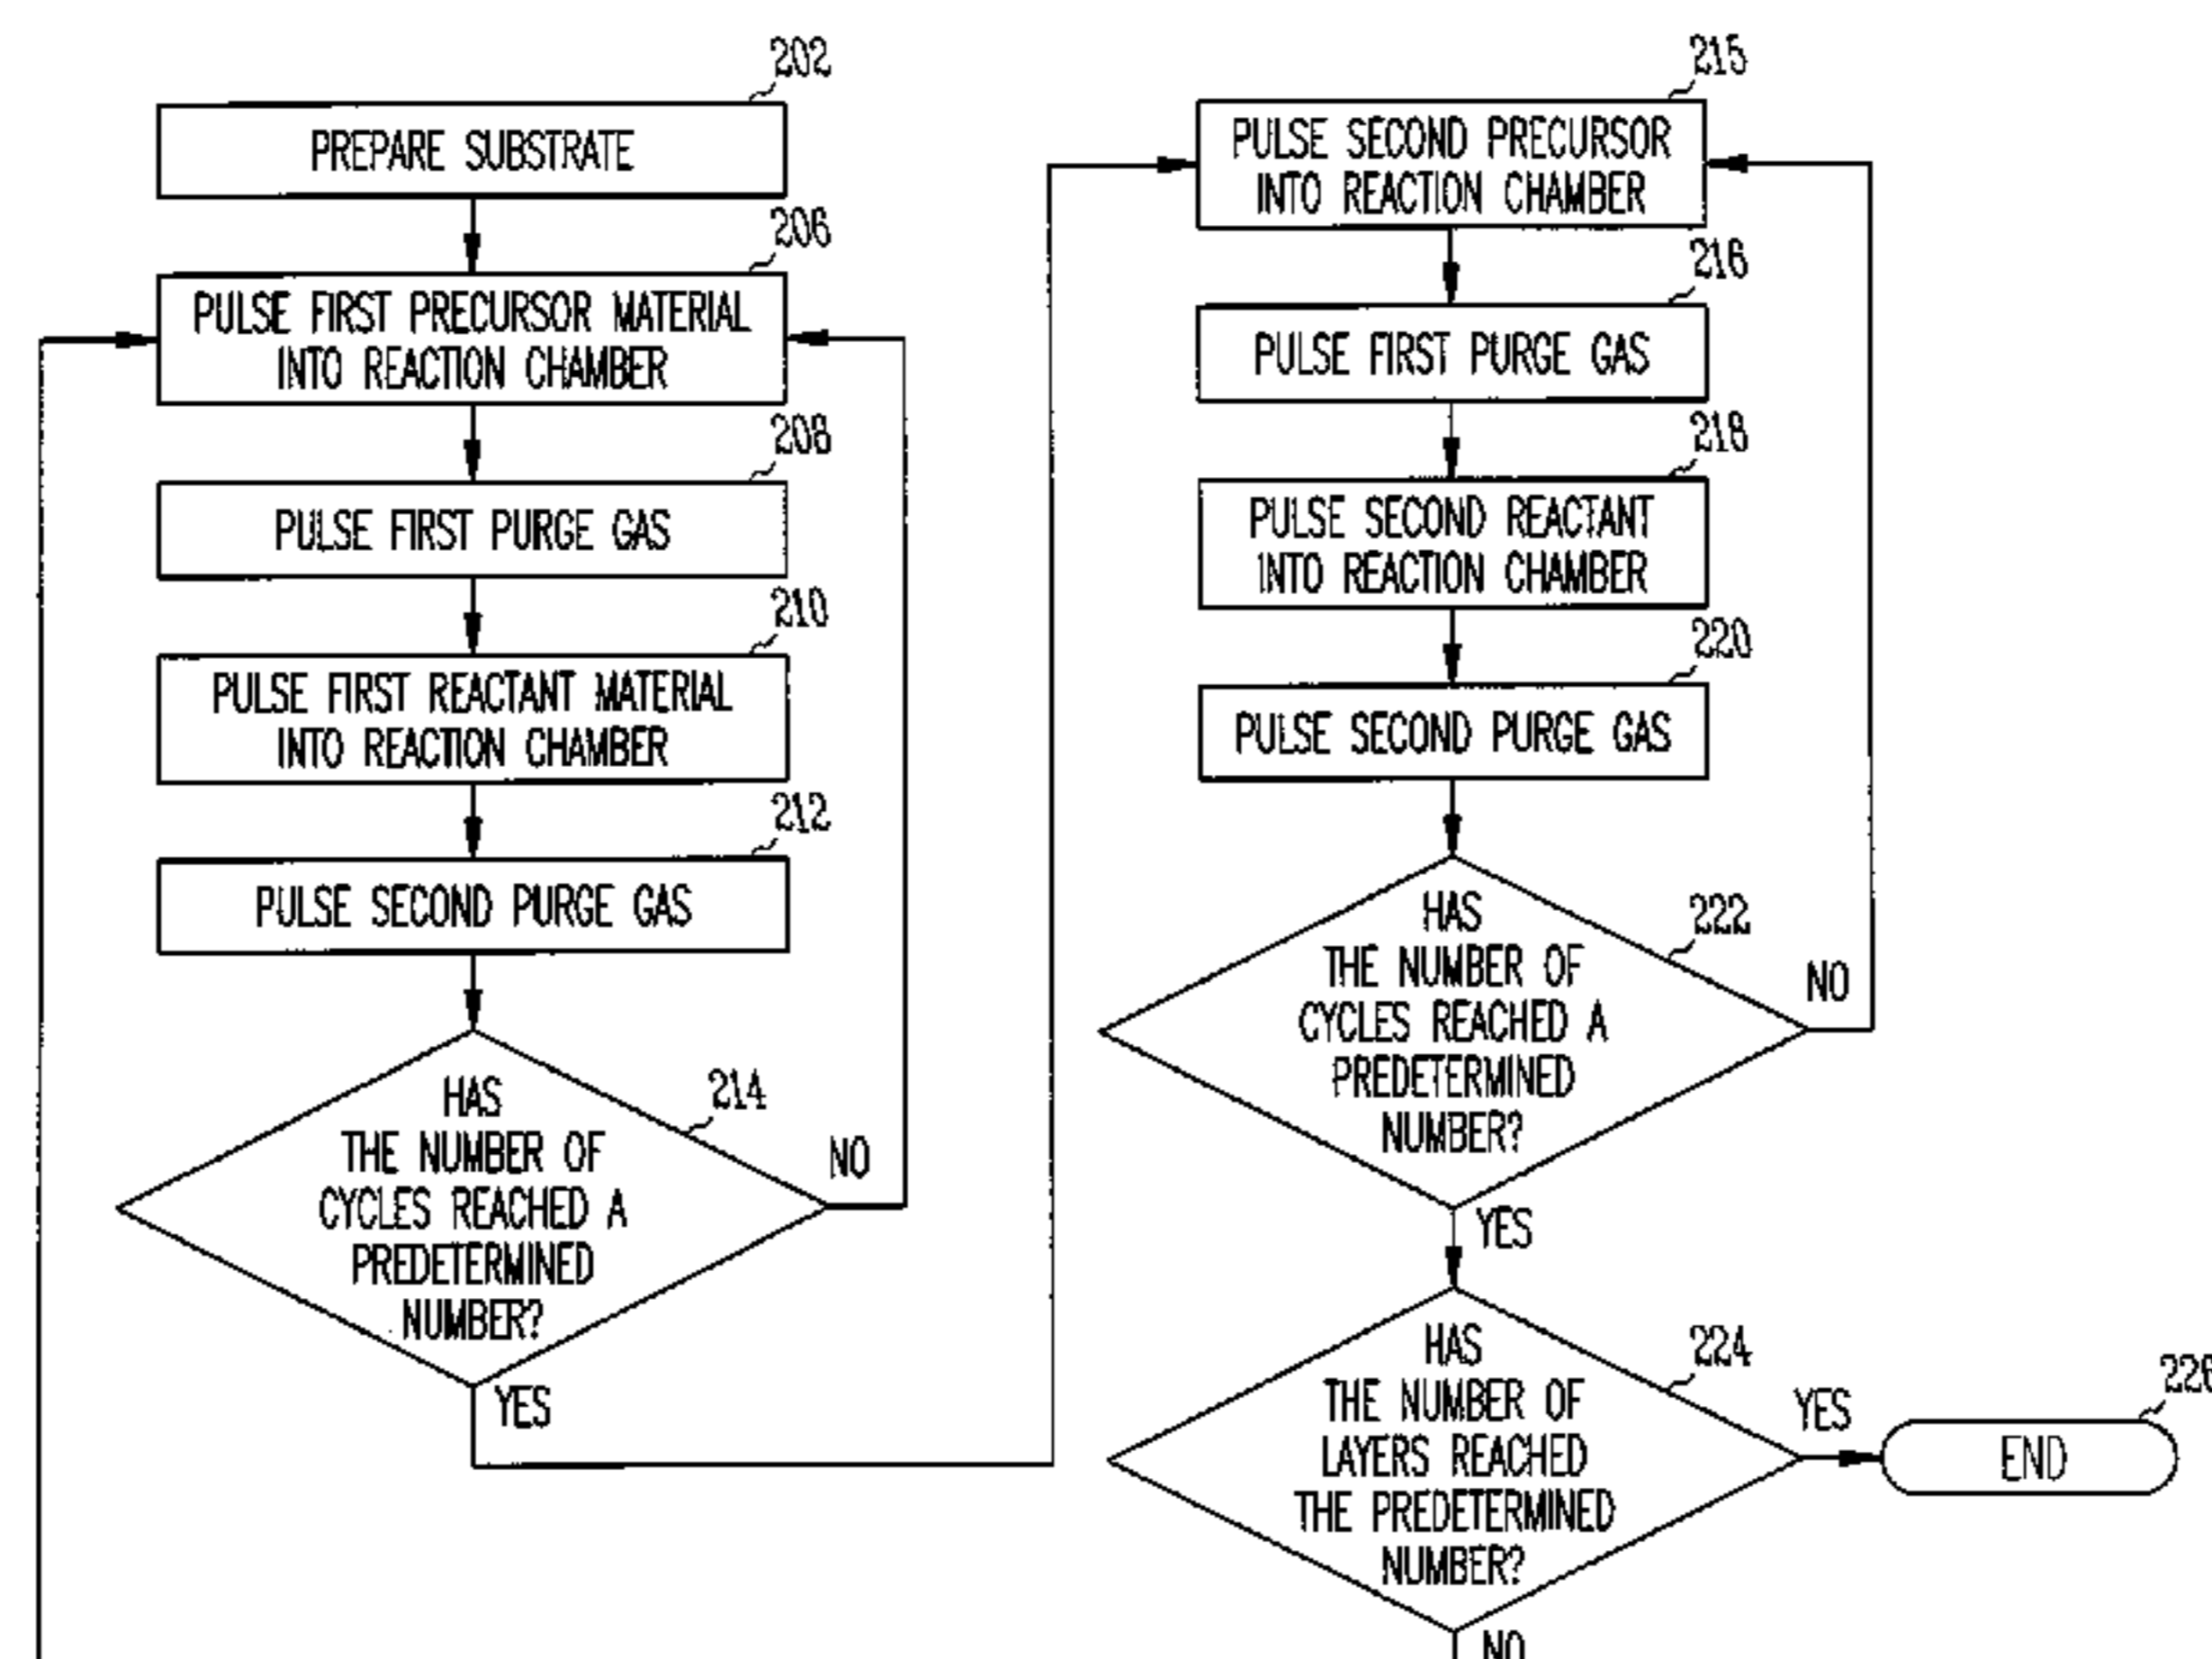 202
PREPARE SUBSTRATE
206
PULSE FIRST PRECURSOR MATERIAL
INTO REACTION CHAMBER
208
PULSE FIRST PURGE GAS
210
PULSE FIRST REACTANT MATERIAL
INTO REACTION CHAMBER
212
PULSE SECOND PURGE GAS
214
HAS
THE NUMBER OF
CYCLES REACHED A
PREDETERMINED
NUMBER?
NO
YES
215
PULSE SECOND PRECURSOR
INTO REACTION CHAMBER
216
PULSE FIRST PURGE GAS
218
PULSE SECOND REACTANT
INTO REACTION CHAMBER
220
PULSE SECOND PURGE GAS
222
HAS
THE NUMBER OF
CYCLES REACHED A
PREDETERMINED
NUMBER?
NO
YES
224
HAS
THE NUMBER OF
LAYERS REACHED
THE PREDETERMINED
NUMBER?
YES
226
END
NO